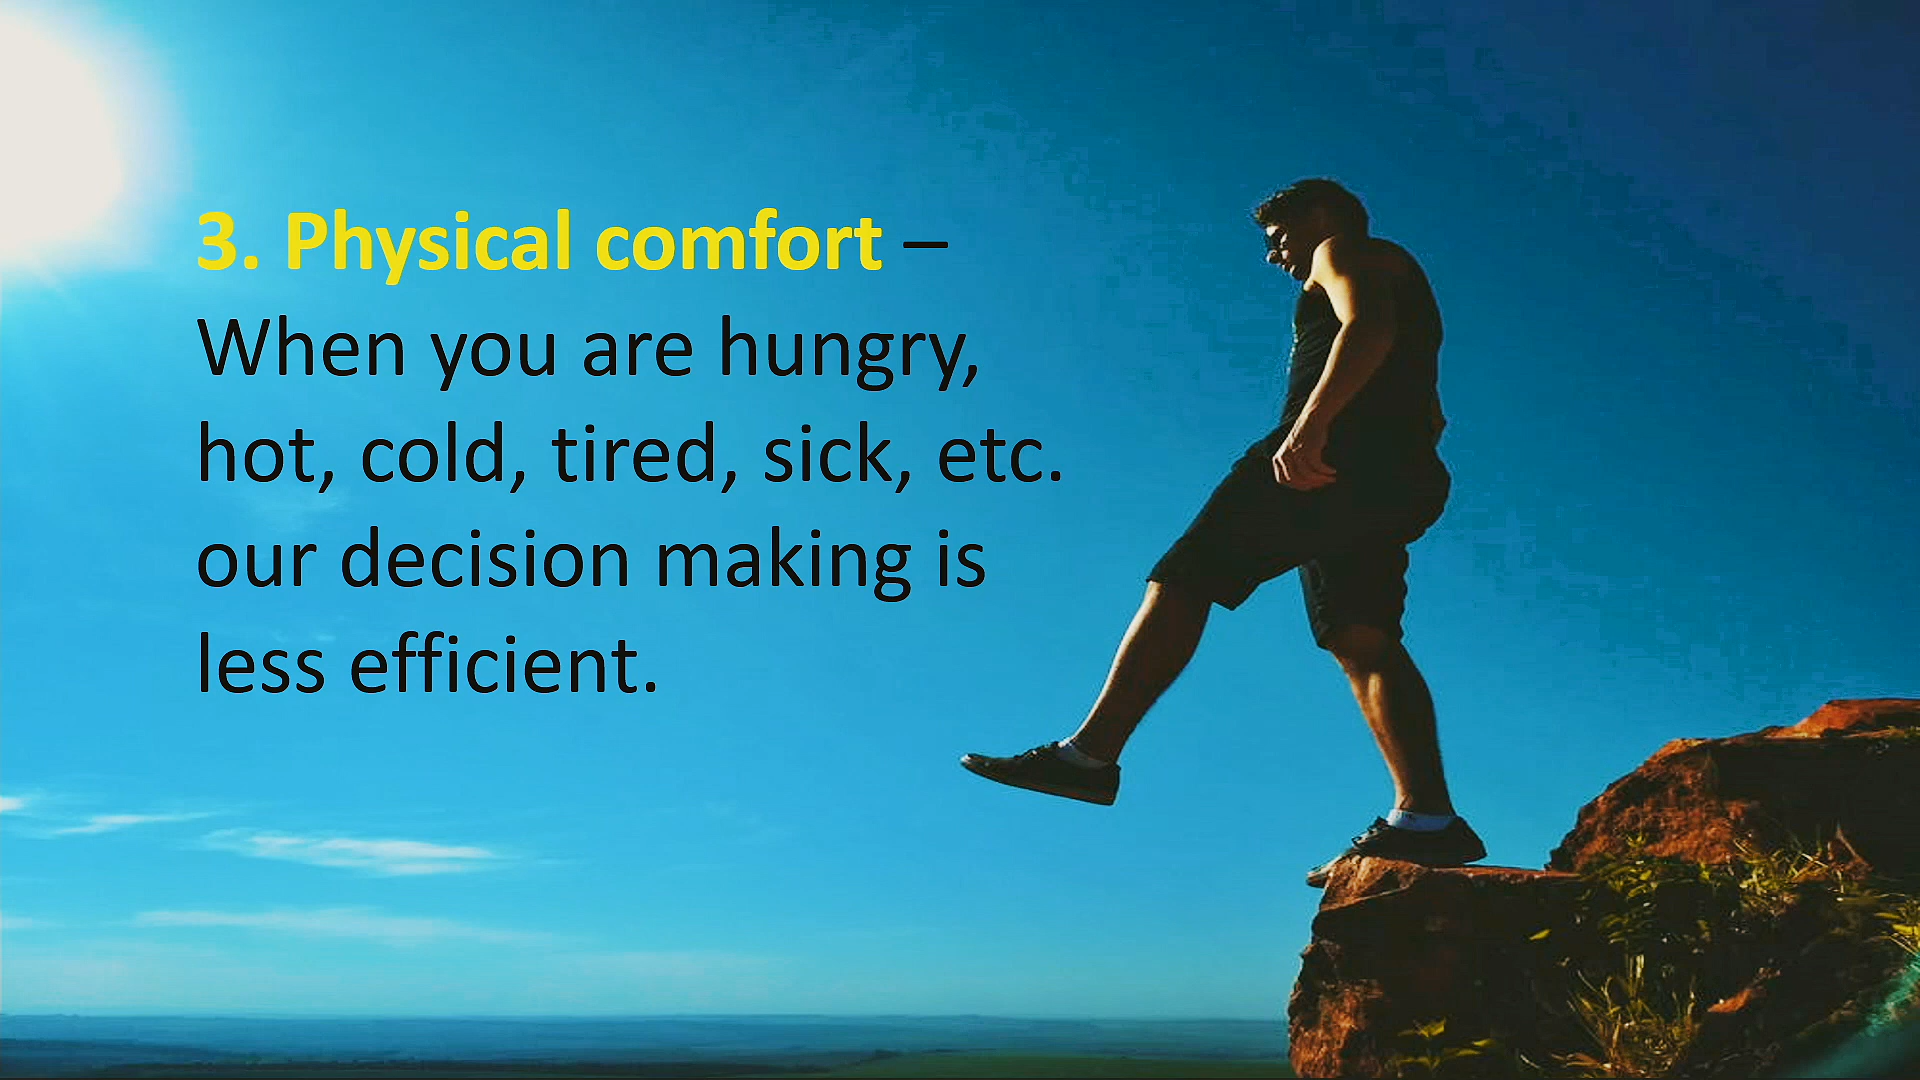 3. Physical comfort –
When you are hungry,
hot, cold, tired, sick, etc.
our decision making is
less efficient.